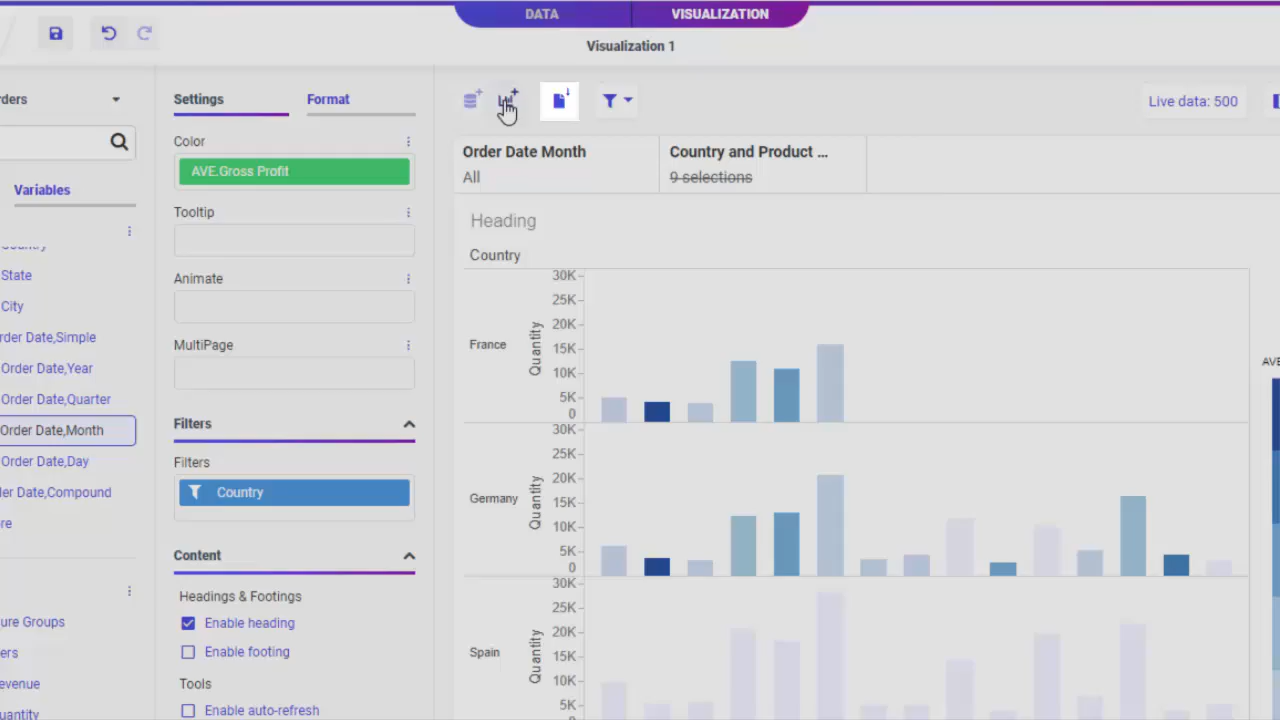 DATA
VISUALIZATION
Visualization 1
rders
Settings
Format
Live data: 500
Color
AVE.Gross Profit
Order Date Month
All
Country and Product ...
9 selections
Variables
Tooltip
Heading
Country
Country
State
City
rder Date,Simple
Order Date,Year
Order Date,Quarter
Order Date,Month
Order Date,Day
er Date,Compound
re
Animate
MultiPage
Filters
Filters
Country
Content
Headings & Footings
Enable heading
Enable footing
Tools
Enable auto-refresh
ure Groups
ers
evenue
uantity
France
Quantity
30K
25K
20K
15K
10K
5K
0
Germany
Quantity
30K
25K
20K
15K
10K
5K
0
Spain
Quantity
30K
25K
20K
15K
10K
5K
AVE